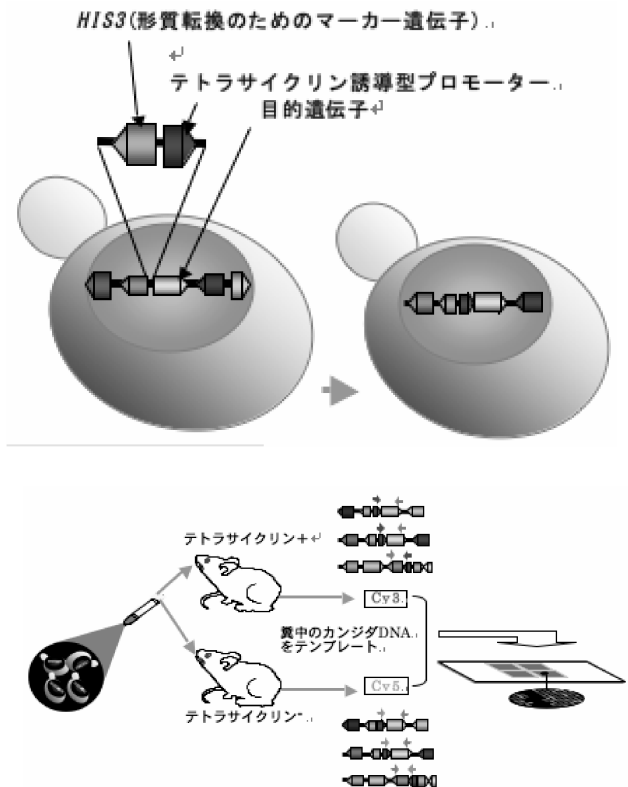 HIS3(形質転換のためのマーカー遺伝子)
テトラサイクリン誘導型プロモーター
目的遺伝子
テトラサイクリン+
Cy3
糞中のカンジダDNA
をテンプレート
Cy5
テトラサイクリン-